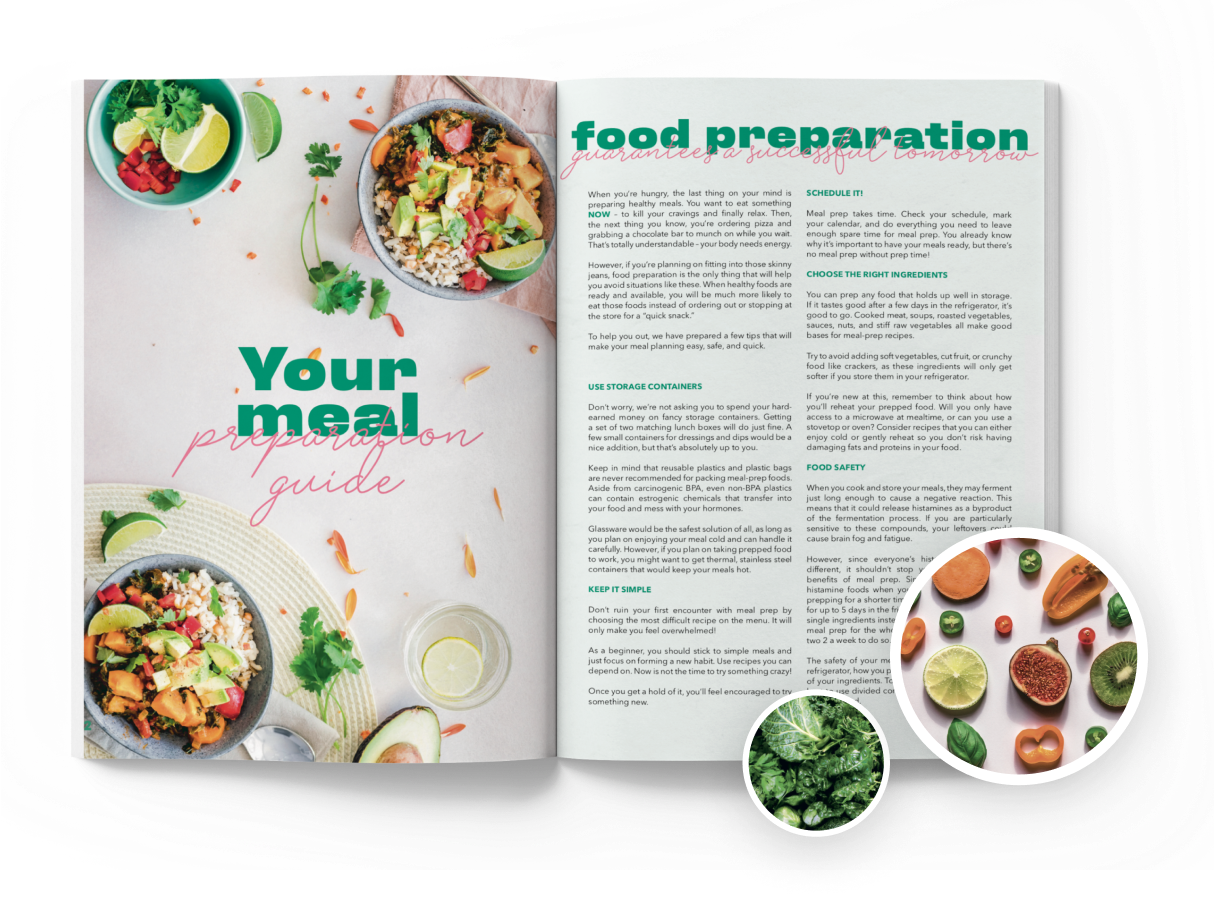 Your
meal
preparation
guide
food preparation
guarantees a successful tomorrow
When you're hungry, the last thing on your mind is
preparing healthy meals. You want to eat something
NOW – to kill your cravings and finally relax. Then,
the next thing you know, you're ordering pizza and
grabbing a chocolate bar to munch on while you wait.
That's totally understandable – your body needs energy.
However, if you're planning on fitting into those skinny
jeans, food preparation is the only thing that will help
you avoid situations like these. When healthy foods are
ready and available, you will be much more likely to
eat those foods instead of ordering out or stopping at
the store for a "quick snack."
To help you out, we have prepared a few tips that will
make your meal planning easy, safe, and quick.
USE STORAGE CONTAINERS
Don't worry, we're not asking you to spend your hard-
earned money on fancy storage containers. Getting
a set of two matching lunch boxes will do just fine. A
few small containers for dressings and dips would be a
nice addition, but that's absolutely up to you.
Keep in mind that reusable plastics and plastic bags
are never recommended for packing meal-prep foods.
Aside from carcinogenic BPA, even non-BPA plastics
can contain estrogenic chemicals that transfer into
your food and mess with your hormones.
Glassware would be the safest solution of all, as long as
you plan on enjoying your meal cold and can handle it
carefully. However, if you plan on taking prepped food
to work, you might want to get thermal, stainless steel
containers that would keep your meals hot.
KEEP IT SIMPLE
Don't ruin your first encounter with meal prep by
choosing the most difficult recipe on the menu. It will
only make you feel overwhelmed!
As a beginner, you should stick to simple meals and
just focus on forming a new habit. Use recipes you can
depend on. Now is not the time to try something crazy!
Once you get a hold of it, you'll feel encouraged to try
something new.
SCHEDULE IT!
Meal prep takes time. Check your schedule, mark
your calendar, and do everything you need to leave
enough spare time for meal prep. You already know
why it's important to have your meals ready, but there's
no meal prep without prep time!
CHOOSE THE RIGHT INGREDIENTS
You can prep any food that holds up well in storage.
If it tastes good after a few days in the refrigerator, it's
good to go. Cooked meat, soups, roasted vegetables,
sauces, nuts, and stiff raw vegetables all make good
bases for meal-prep recipes.
Try to avoid adding soft vegetables, cut fruit, or crunchy
food like crackers, as these ingredients will only get
softer if you store them in your refrigerator.
If you're new at this, remember to think about how
you'll reheat your prepped food. Will you only have
access to a microwave at mealtime, or can you use a
stovetop or oven? Consider recipes that you can either
enjoy cold or gently reheat so you don't risk having
damaging fats and proteins in your food.
FOOD SAFETY
When you cook and store your meals, they may ferment
just long enough to cause a negative reaction. This
means that it could release histamines as a byproduct
of the fermentation process. If you are particularly
sensitive to these compounds, your leftovers could
cause brain fog and fatigue.
However, since everyone's
different, it shouldn't stop
benefits of meal prep.
histamine foods when
prepping for a shorter
for up to 5 days in the
single ingredients
meal prep for the
two 2 a week to do so.
The safety of your
refrigerator, how you
of your ingredients.
use divided